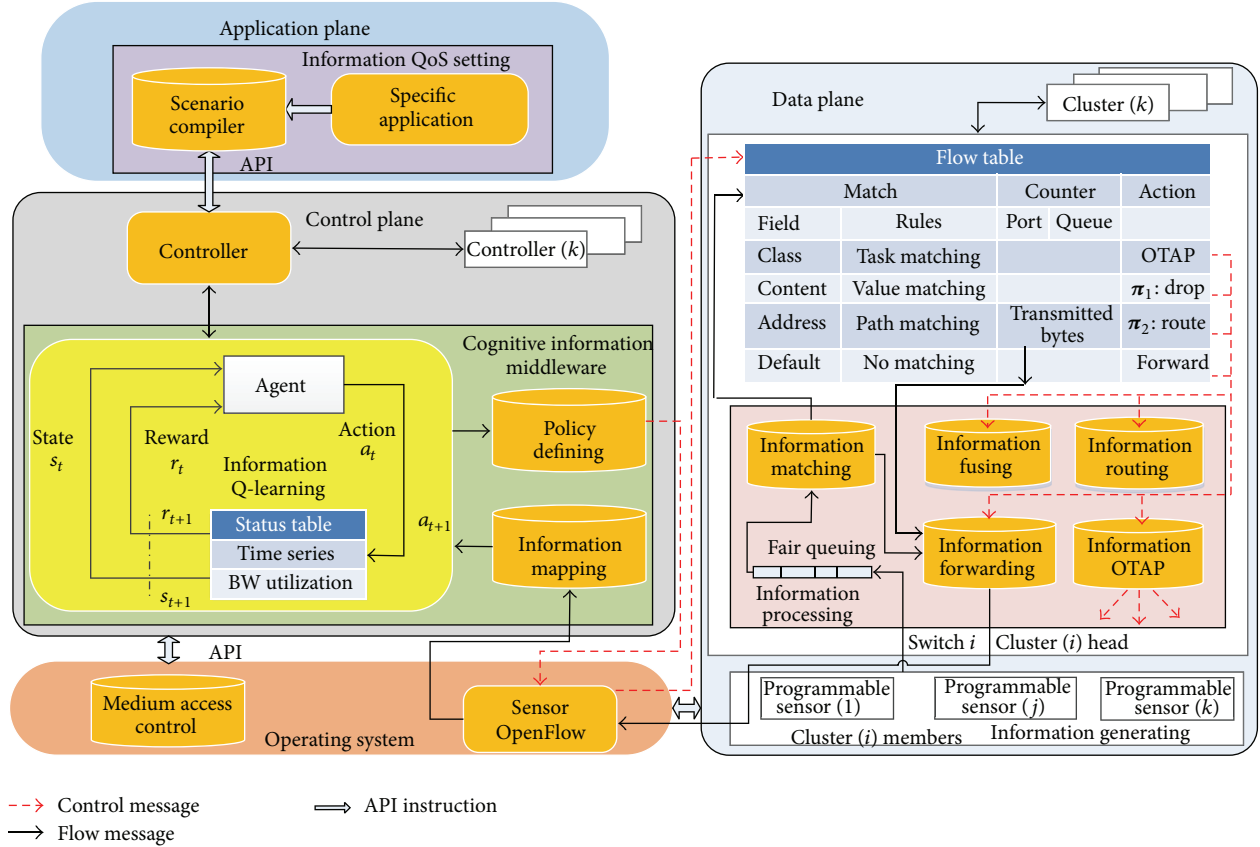 Application plane
Information QoS setting
Scenario
compiler
Specific
application
API
Control plane
Controller
Controller (k)
Cognitive information
middleware
Agent
State
s_t
Reward
r_t
Action
a_t
Information
Q-learning
r_{t+1}
Status table
Time series
BW utilization
s_{t+1}
a_{t+1}
Policy
defining
Information
mapping
API
Medium access
control
Operating system
Sensor
OpenFlow
Data plane
Cluster (k)
Flow table
Match Counter Action
Field Rules Port Queue
Class Task matching OTAP
Content Value matching π₁: drop
Address Path matching Transmitted bytes π₂: route
Default No matching Forward
Information
matching
Information
fusing
Information
routing
Fair queuing
Information
processing
Information
forwarding
Information
OTAP
Switch i Cluster (i) head
Programmable
sensor (1)
Programmable
sensor (j)
Programmable
sensor (k)
Cluster (i) members Information generating
Control message
Flow message
API instruction